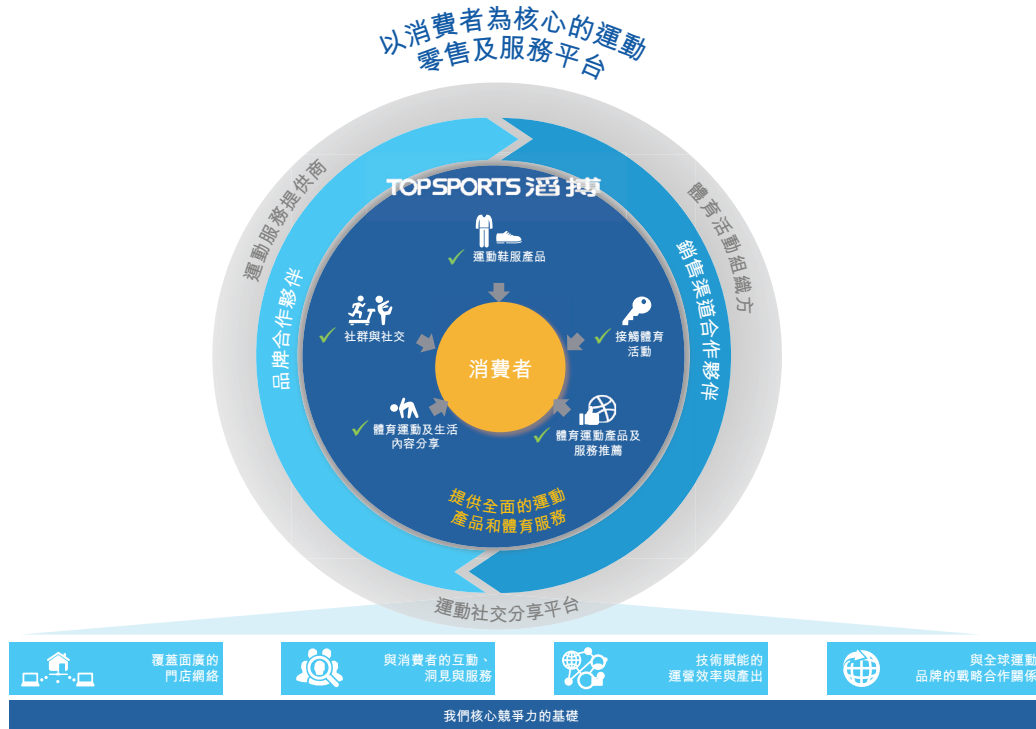 以消費者為核心的運動
零售及服務平台
運動服務提供商
體育活動組織方
品牌合作夥伴
銷售渠道合作夥伴
TOPSPORTS 滔搏
運動鞋服產品
社群與社交
接觸體育
活動
消費者
體育運動及生活
內容分享
體育運動產品及
服務推薦
提供全面的運動
產品和體育服務
運動社交分享平台
覆蓋面廣的
門店網絡
與消費者的互動、
洞見與服務
技術賦能的
運營效率與產出
與全球運動
品牌的戰略合作關係
我們核心競爭力的基礎